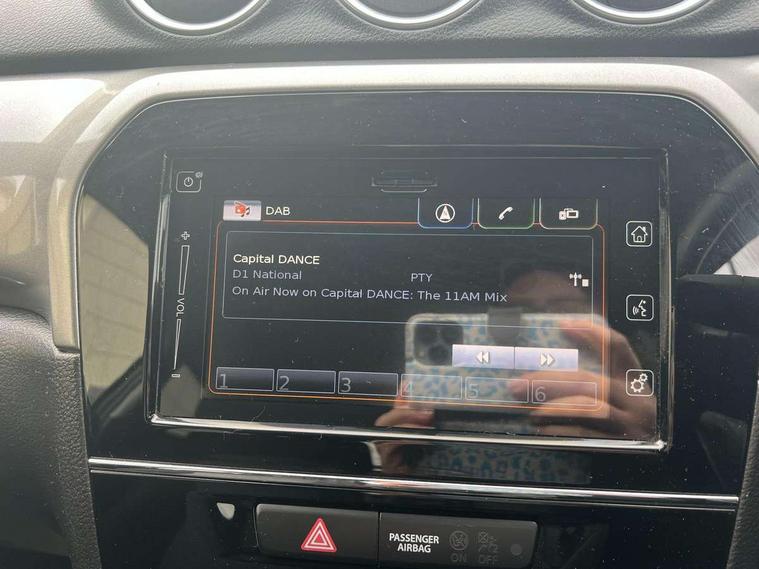 DAB
Capital DANCE
D1 National PTY
On Air Now on Capital DANCE: The 11AM Mix
+
VOL
−
1 2 3 4 5 6
PASSENGER
AIRBAG
ON OFF